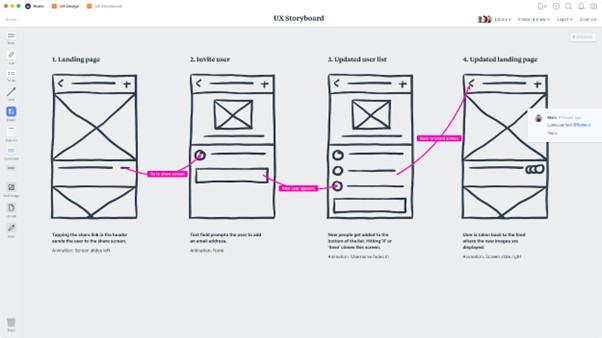 Home
UX Design
UX Storyboard
UX Storyboard
Editors
Publish & share
Export
Zoom out
1. Landing page
2. Invite user
3. Updated user list
4. Updated landing page
Go to share screen
New user appears
Back to board screen
Reply
Tapping the share link in the header
sends the user to the share screen.
Animation: Screen slides left
Text field prompts the user to add
an email address.
Animation: None
New people get added to the
bottom of the list. Hitting 'X' or
'Save' closes this screen.
Animation: Username fades in
User is taken back to the feed
where the new images are
displayed.
Animation: Screen slide right
Trash